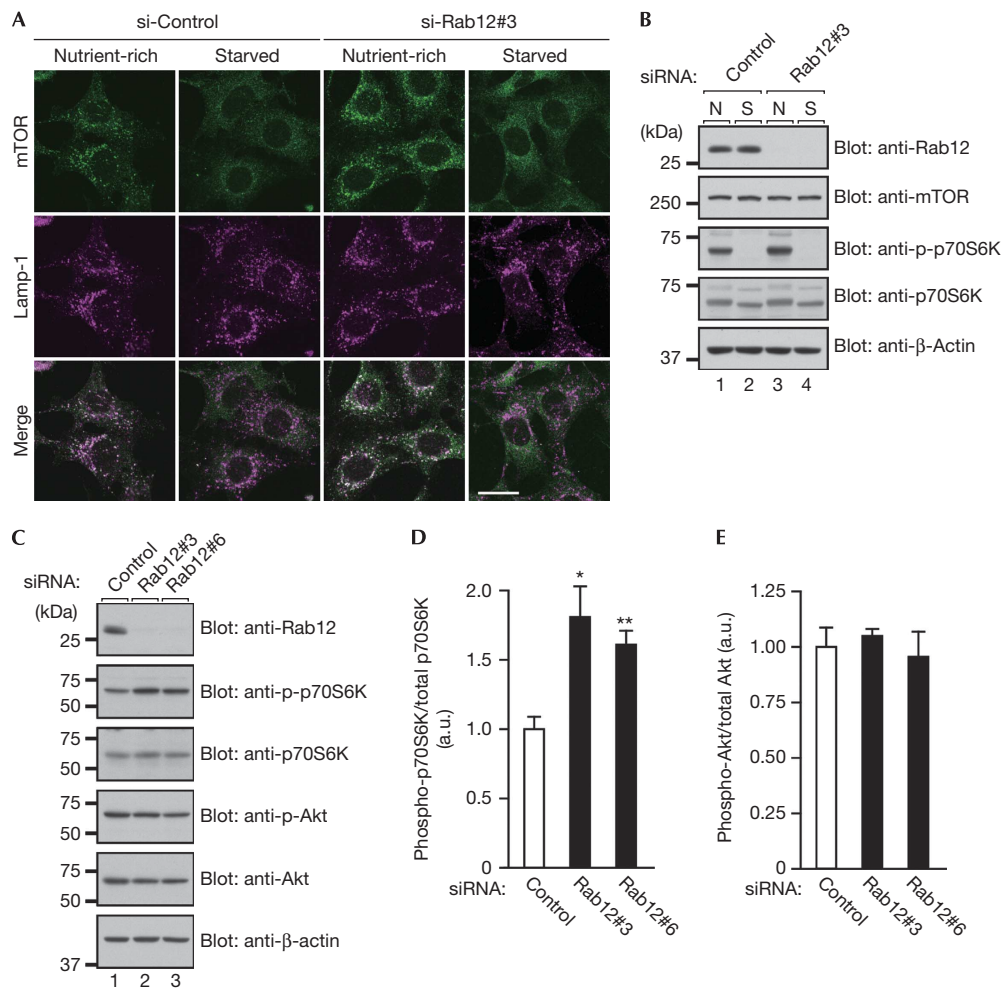 A
si-Control
si-Rab12#3
Nutrient-rich
Starved
Nutrient-rich
Starved
mTOR
Lamp-1
Merge
B
siRNA:
Control
Rab12#3
N
S
N
S
(kDa)
25
Blot: anti-Rab12
250
Blot: anti-mTOR
75
50
Blot: anti-p-p70S6K
75
50
Blot: anti-p70S6K
37
Blot: anti-β-Actin
1
2
3
4
C
siRNA:
Control
Rab12#3
Rab12#6
(kDa)
25
Blot: anti-Rab12
75
50
Blot: anti-p-p70S6K
75
50
Blot: anti-p70S6K
75
50
Blot: anti-p-Akt
75
50
Blot: anti-Akt
37
Blot: anti-β-actin
1
2
3
D
Phospho-p70S6K/total p70S6K
(a.u.)
2.0
1.5
1.0
0.5
0
*
**
siRNA:
Control
Rab12#3
Rab12#6
E
Phospho-Akt/total Akt (a.u.)
1.25
1.00
0.75
0.50
0.25
0
siRNA:
Control
Rab12#3
Rab12#6